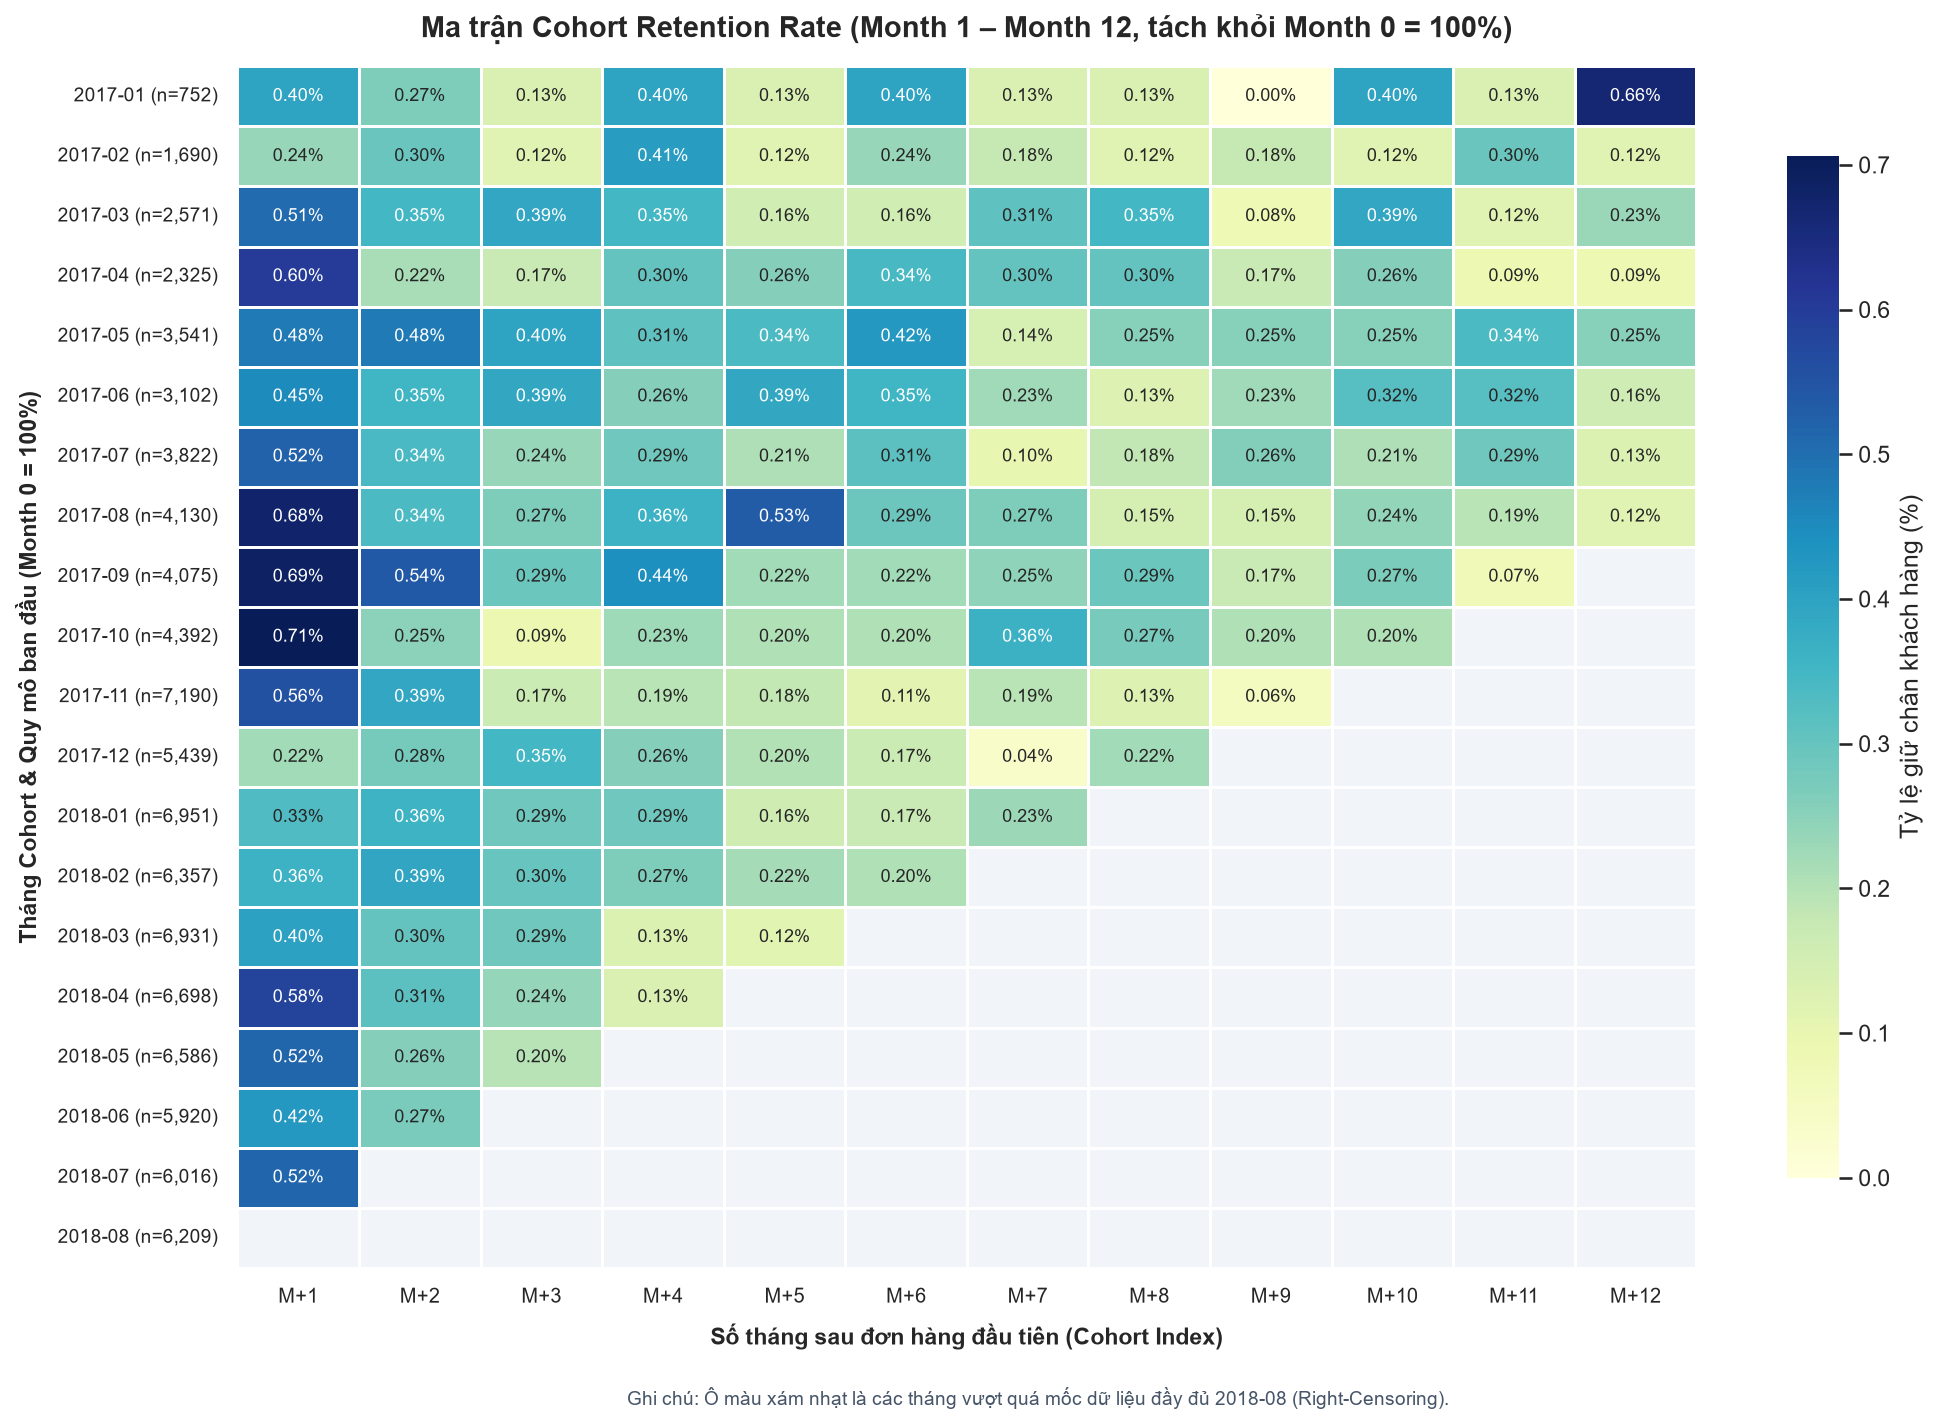 Ma trận Cohort Retention Rate (Month 1 – Month 12, tách khỏi Month 0 = 100%)
Tháng Cohort & Quy mô ban đầu (Month 0 = 100%)
2017-01 (n=752) 0.40% 0.27% 0.13% 0.40% 0.13% 0.40% 0.13% 0.13% 0.00% 0.40% 0.13% 0.66%
2017-02 (n=1,690) 0.24% 0.30% 0.12% 0.41% 0.12% 0.24% 0.18% 0.12% 0.18% 0.12% 0.30% 0.12%
2017-03 (n=2,571) 0.51% 0.35% 0.39% 0.35% 0.16% 0.16% 0.31% 0.35% 0.08% 0.39% 0.12% 0.23%
2017-04 (n=2,325) 0.60% 0.22% 0.17% 0.30% 0.26% 0.34% 0.30% 0.30% 0.17% 0.26% 0.09% 0.09%
2017-05 (n=3,541) 0.48% 0.48% 0.40% 0.31% 0.34% 0.42% 0.14% 0.25% 0.25% 0.25% 0.34% 0.25%
2017-06 (n=3,102) 0.45% 0.35% 0.39% 0.26% 0.39% 0.35% 0.23% 0.13% 0.23% 0.32% 0.32% 0.16%
2017-07 (n=3,822) 0.52% 0.34% 0.24% 0.29% 0.21% 0.31% 0.10% 0.18% 0.26% 0.21% 0.29% 0.13%
2017-08 (n=4,130) 0.68% 0.34% 0.27% 0.36% 0.53% 0.29% 0.27% 0.15% 0.15% 0.24% 0.19% 0.12%
2017-09 (n=4,075) 0.69% 0.54% 0.29% 0.44% 0.22% 0.22% 0.25% 0.29% 0.17% 0.27% 0.07%
2017-10 (n=4,392) 0.71% 0.25% 0.09% 0.23% 0.20% 0.20% 0.36% 0.27% 0.20% 0.20%
2017-11 (n=7,190) 0.56% 0.39% 0.17% 0.19% 0.18% 0.11% 0.19% 0.13% 0.06%
2017-12 (n=5,439) 0.22% 0.28% 0.35% 0.26% 0.20% 0.17% 0.04% 0.22%
2018-01 (n=6,951) 0.33% 0.36% 0.29% 0.29% 0.16% 0.17% 0.23%
2018-02 (n=6,357) 0.36% 0.39% 0.30% 0.27% 0.22% 0.20%
2018-03 (n=6,931) 0.40% 0.30% 0.29% 0.13% 0.12%
2018-04 (n=6,698) 0.58% 0.31% 0.24% 0.13%
2018-05 (n=6,586) 0.52% 0.26% 0.20%
2018-06 (n=5,920) 0.42% 0.27%
2018-07 (n=6,016) 0.52%
2018-08 (n=6,209)
M+1 M+2 M+3 M+4 M+5 M+6 M+7 M+8 M+9 M+10 M+11 M+12
Số tháng sau đơn hàng đầu tiên (Cohort Index)
0.7
0.6
0.5
0.4
0.3
0.2
0.1
0.0
Tỷ lệ giữ chân khách hàng (%)
Ghi chú: Ô màu xám nhạt là các tháng vượt quá mốc dữ liệu đầy đủ 2018-08 (Right-Censoring).